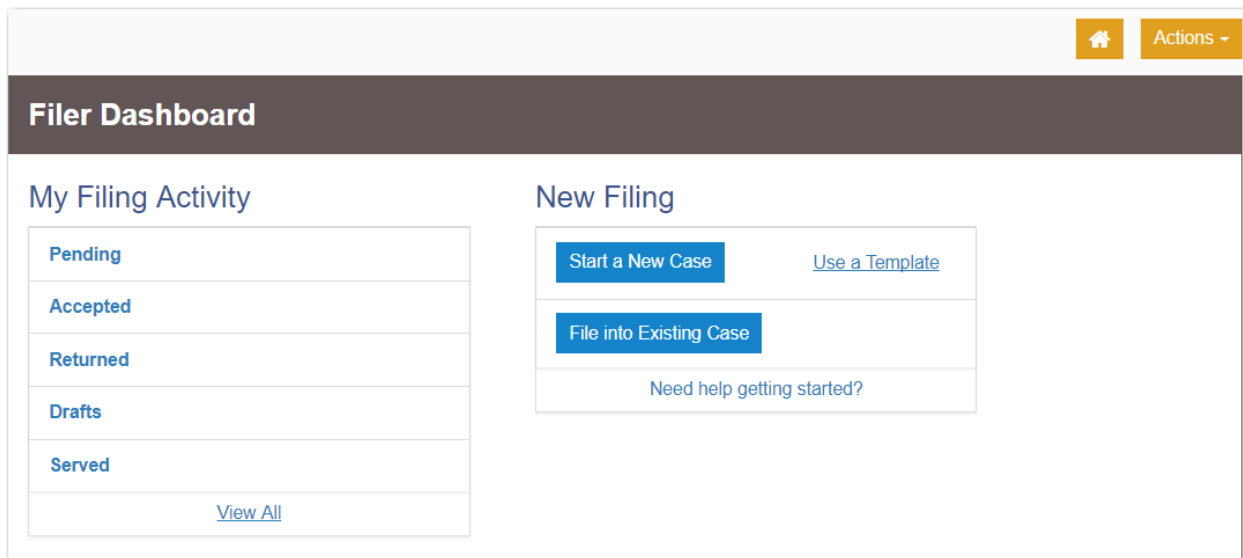 Actions
Filer Dashboard
My Filing Activity
Pending
Accepted
Returned
Drafts
Served
View All
New Filing
Start a New Case
Use a Template
File into Existing Case
Need help getting started?